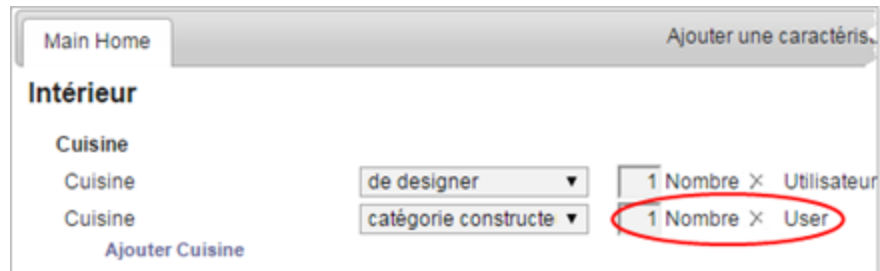 Main Home Ajouter une caractéris
Intérieur
Cuisine
Cuisine de designer 1 Nombre × Utilisateur
Cuisine catégorie constructe 1 Nombre × User
Ajouter Cuisine